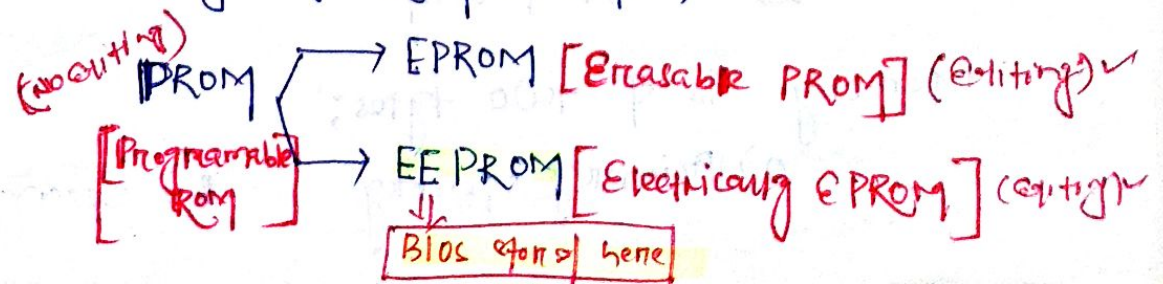 (No editing)
PROM → EPROM [Erasable PROM] (Editing) ✓
[Programable ROM]
→ EEPROM [Electrically EPROM] (Editing) ✓
⇓
BIOS stored here